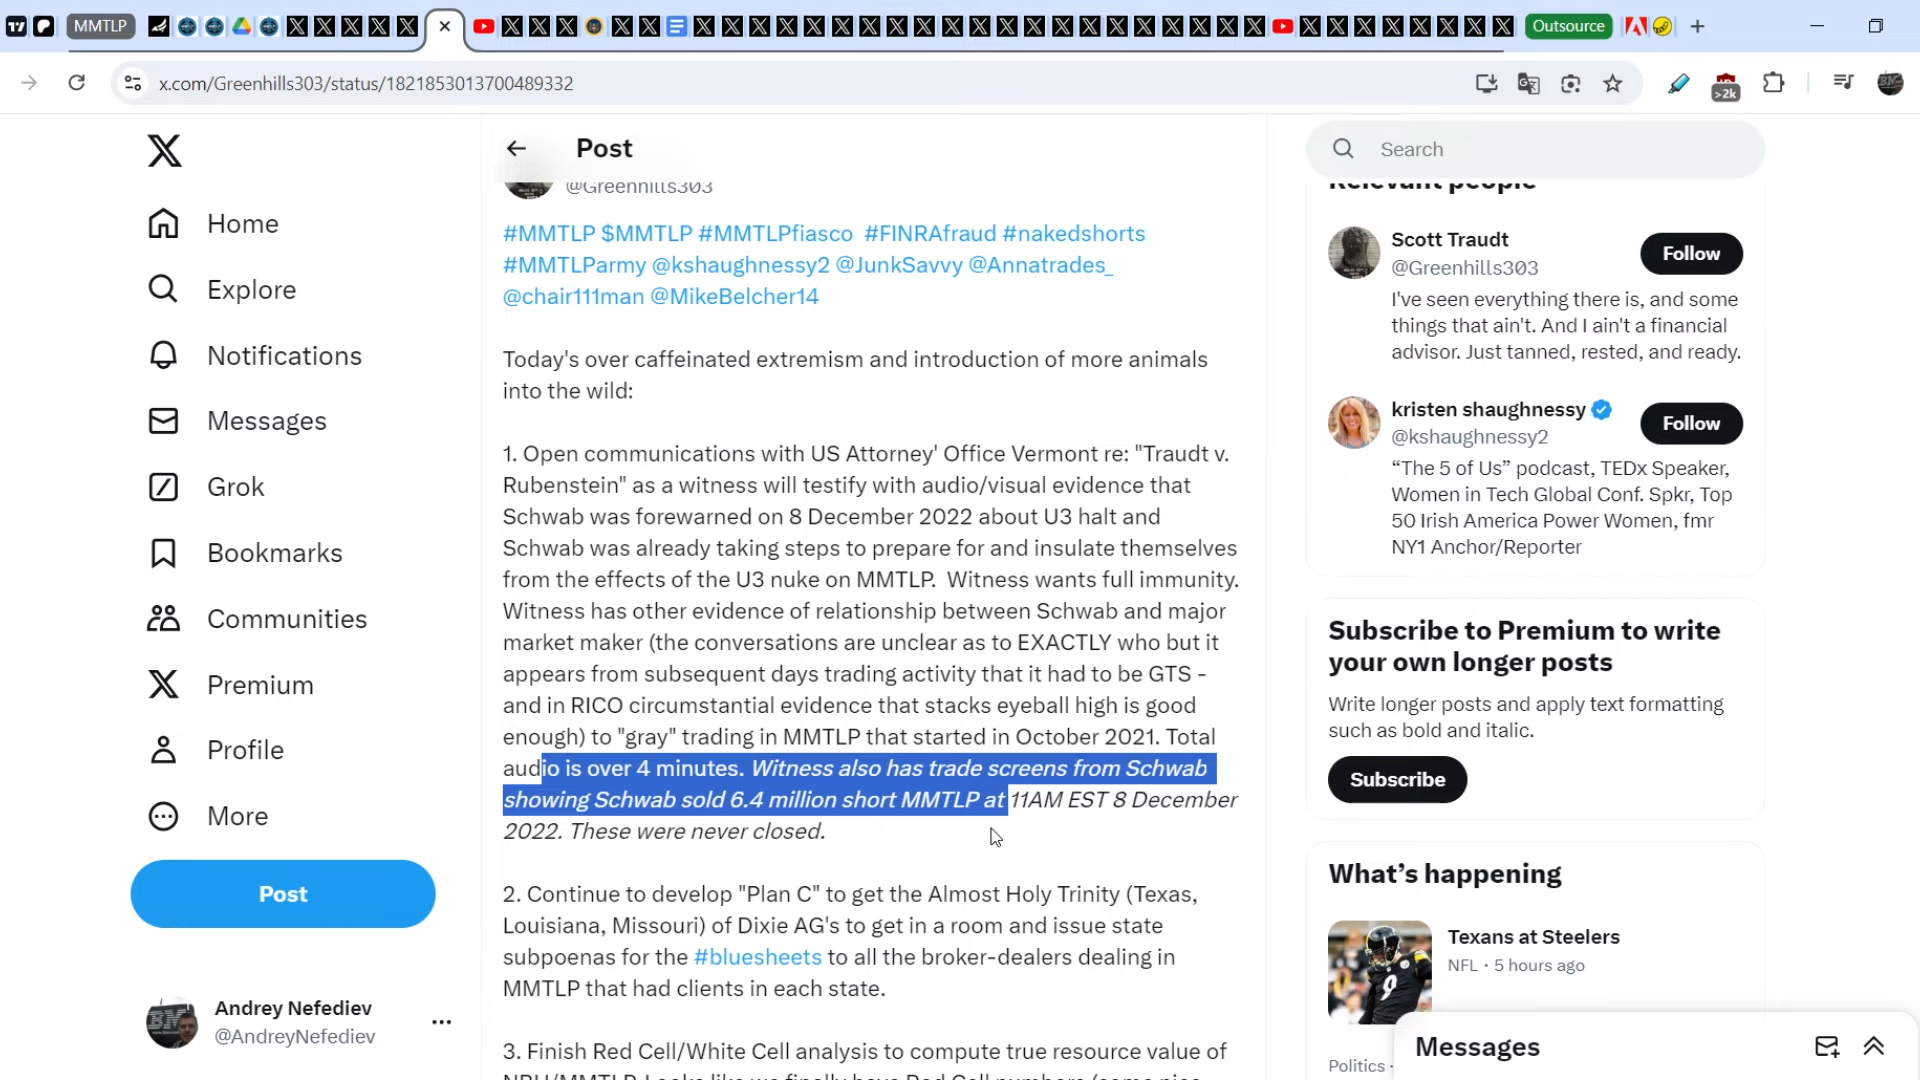 MMTLP
Outsource
x.com/Greenhills303/status/1821853013700489332
>2k
Home
Explore
Notifications
Messages
Grok
Bookmarks
Communities
Premium
Profile
More
Post
Andrey Nefediev
@AndreyNefediev
Post
@Greenhills303
#MMTLP $MMTLP #MMTLPfiasco #FINRAfraud #nakedshorts
#MMTLParmy @kshaughnessy2 @JunkSavvy @Annatrades_
@chair111man @MikeBelcher14
Today's over caffeinated extremism and introduction of more animals
into the wild:
1. Open communications with US Attorney' Office Vermont re: "Traudt v.
Rubenstein" as a witness will testify with audio/visual evidence that
Schwab was forewarned on 8 December 2022 about U3 halt and
Schwab was already taking steps to prepare for and insulate themselves
from the effects of the U3 nuke on MMTLP. Witness wants full immunity.
Witness has other evidence of relationship between Schwab and major
market maker (the conversations are unclear as to EXACTLY who but it
appears from subsequent days trading activity that it had to be GTS -
and in RICO circumstantial evidence that stacks eyeball high is good
enough) to "gray" trading in MMTLP that started in October 2021. Total
audio is over 4 minutes. Witness also has trade screens from Schwab
showing Schwab sold 6.4 million short MMTLP at 11AM EST 8 December
2022. These were never closed.
2. Continue to develop "Plan C" to get the Almost Holy Trinity (Texas,
Louisiana, Missouri) of Dixie AG's to get in a room and issue state
subpoenas for the #bluesheets to all the broker-dealers dealing in
MMTLP that had clients in each state.
3. Finish Red Cell/White Cell analysis to compute true resource value of
Search
Relevant people
Scott Traudt
@Greenhills303
Follow
I've seen everything there is, and some
things that ain't. And I ain't a financial
advisor. Just tanned, rested, and ready.
kristen shaughnessy
@kshaughnessy2
Follow
“The 5 of Us” podcast, TEDx Speaker,
Women in Tech Global Conf. Spkr, Top
50 Irish America Power Women, fmr
NY1 Anchor/Reporter
Subscribe to Premium to write
your own longer posts
Write longer posts and apply text formatting
such as bold and italic.
Subscribe
What’s happening
Texans at Steelers
NFL · 5 hours ago
Politics ·
Messages